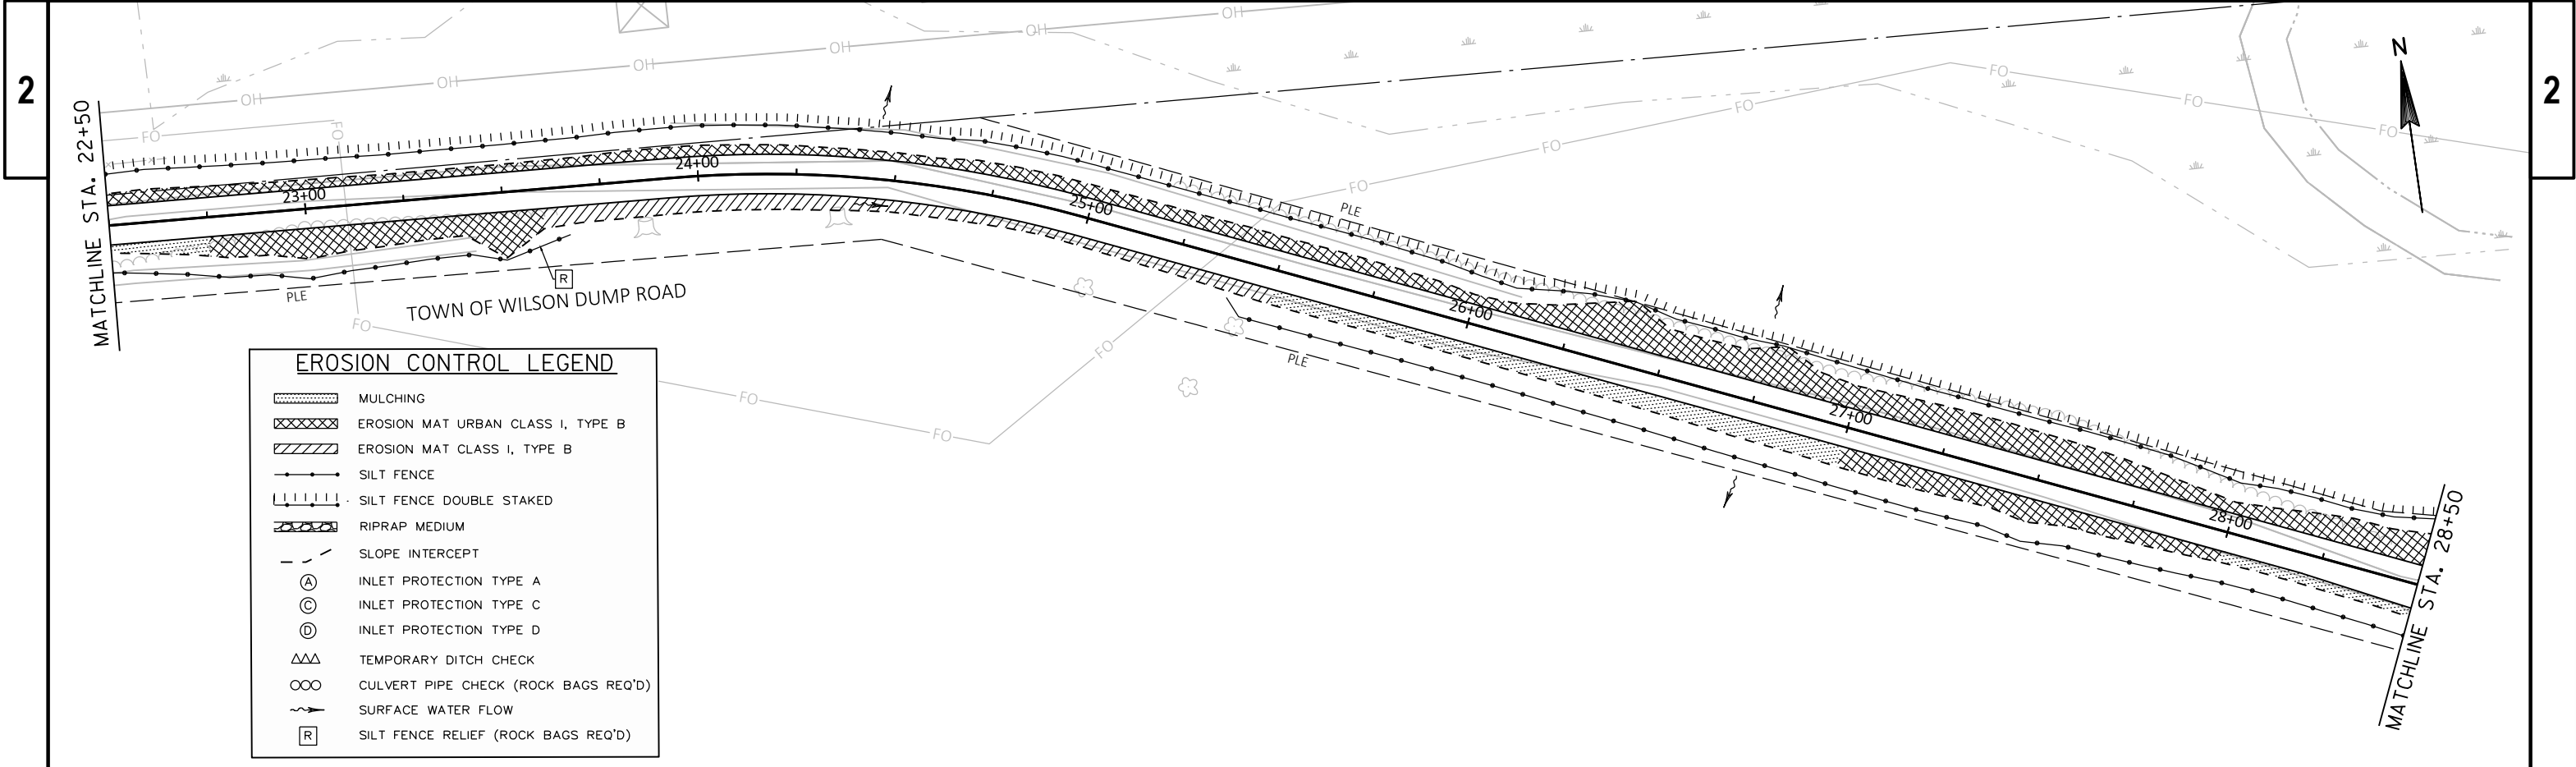 2
2
N
OH OH OH OH OH OH
FO FO FO FO FO FO FO FO FO FO FO FO
MATCHLINE STA. 22+50
23+00
24+00
25+00
26+00
27+00
28+00
MATCHLINE STA. 28+50
PLE
PLE
PLE
R
TOWN OF WILSON DUMP ROAD
EROSION CONTROL LEGEND
MULCHING
EROSION MAT URBAN CLASS I, TYPE B
EROSION MAT CLASS I, TYPE B
SILT FENCE
SILT FENCE DOUBLE STAKED
RIPRAP MEDIUM
SLOPE INTERCEPT
A INLET PROTECTION TYPE A
C INLET PROTECTION TYPE C
D INLET PROTECTION TYPE D
TEMPORARY DITCH CHECK
CULVERT PIPE CHECK (ROCK BAGS REQ'D)
SURFACE WATER FLOW
R SILT FENCE RELIEF (ROCK BAGS REQ'D)